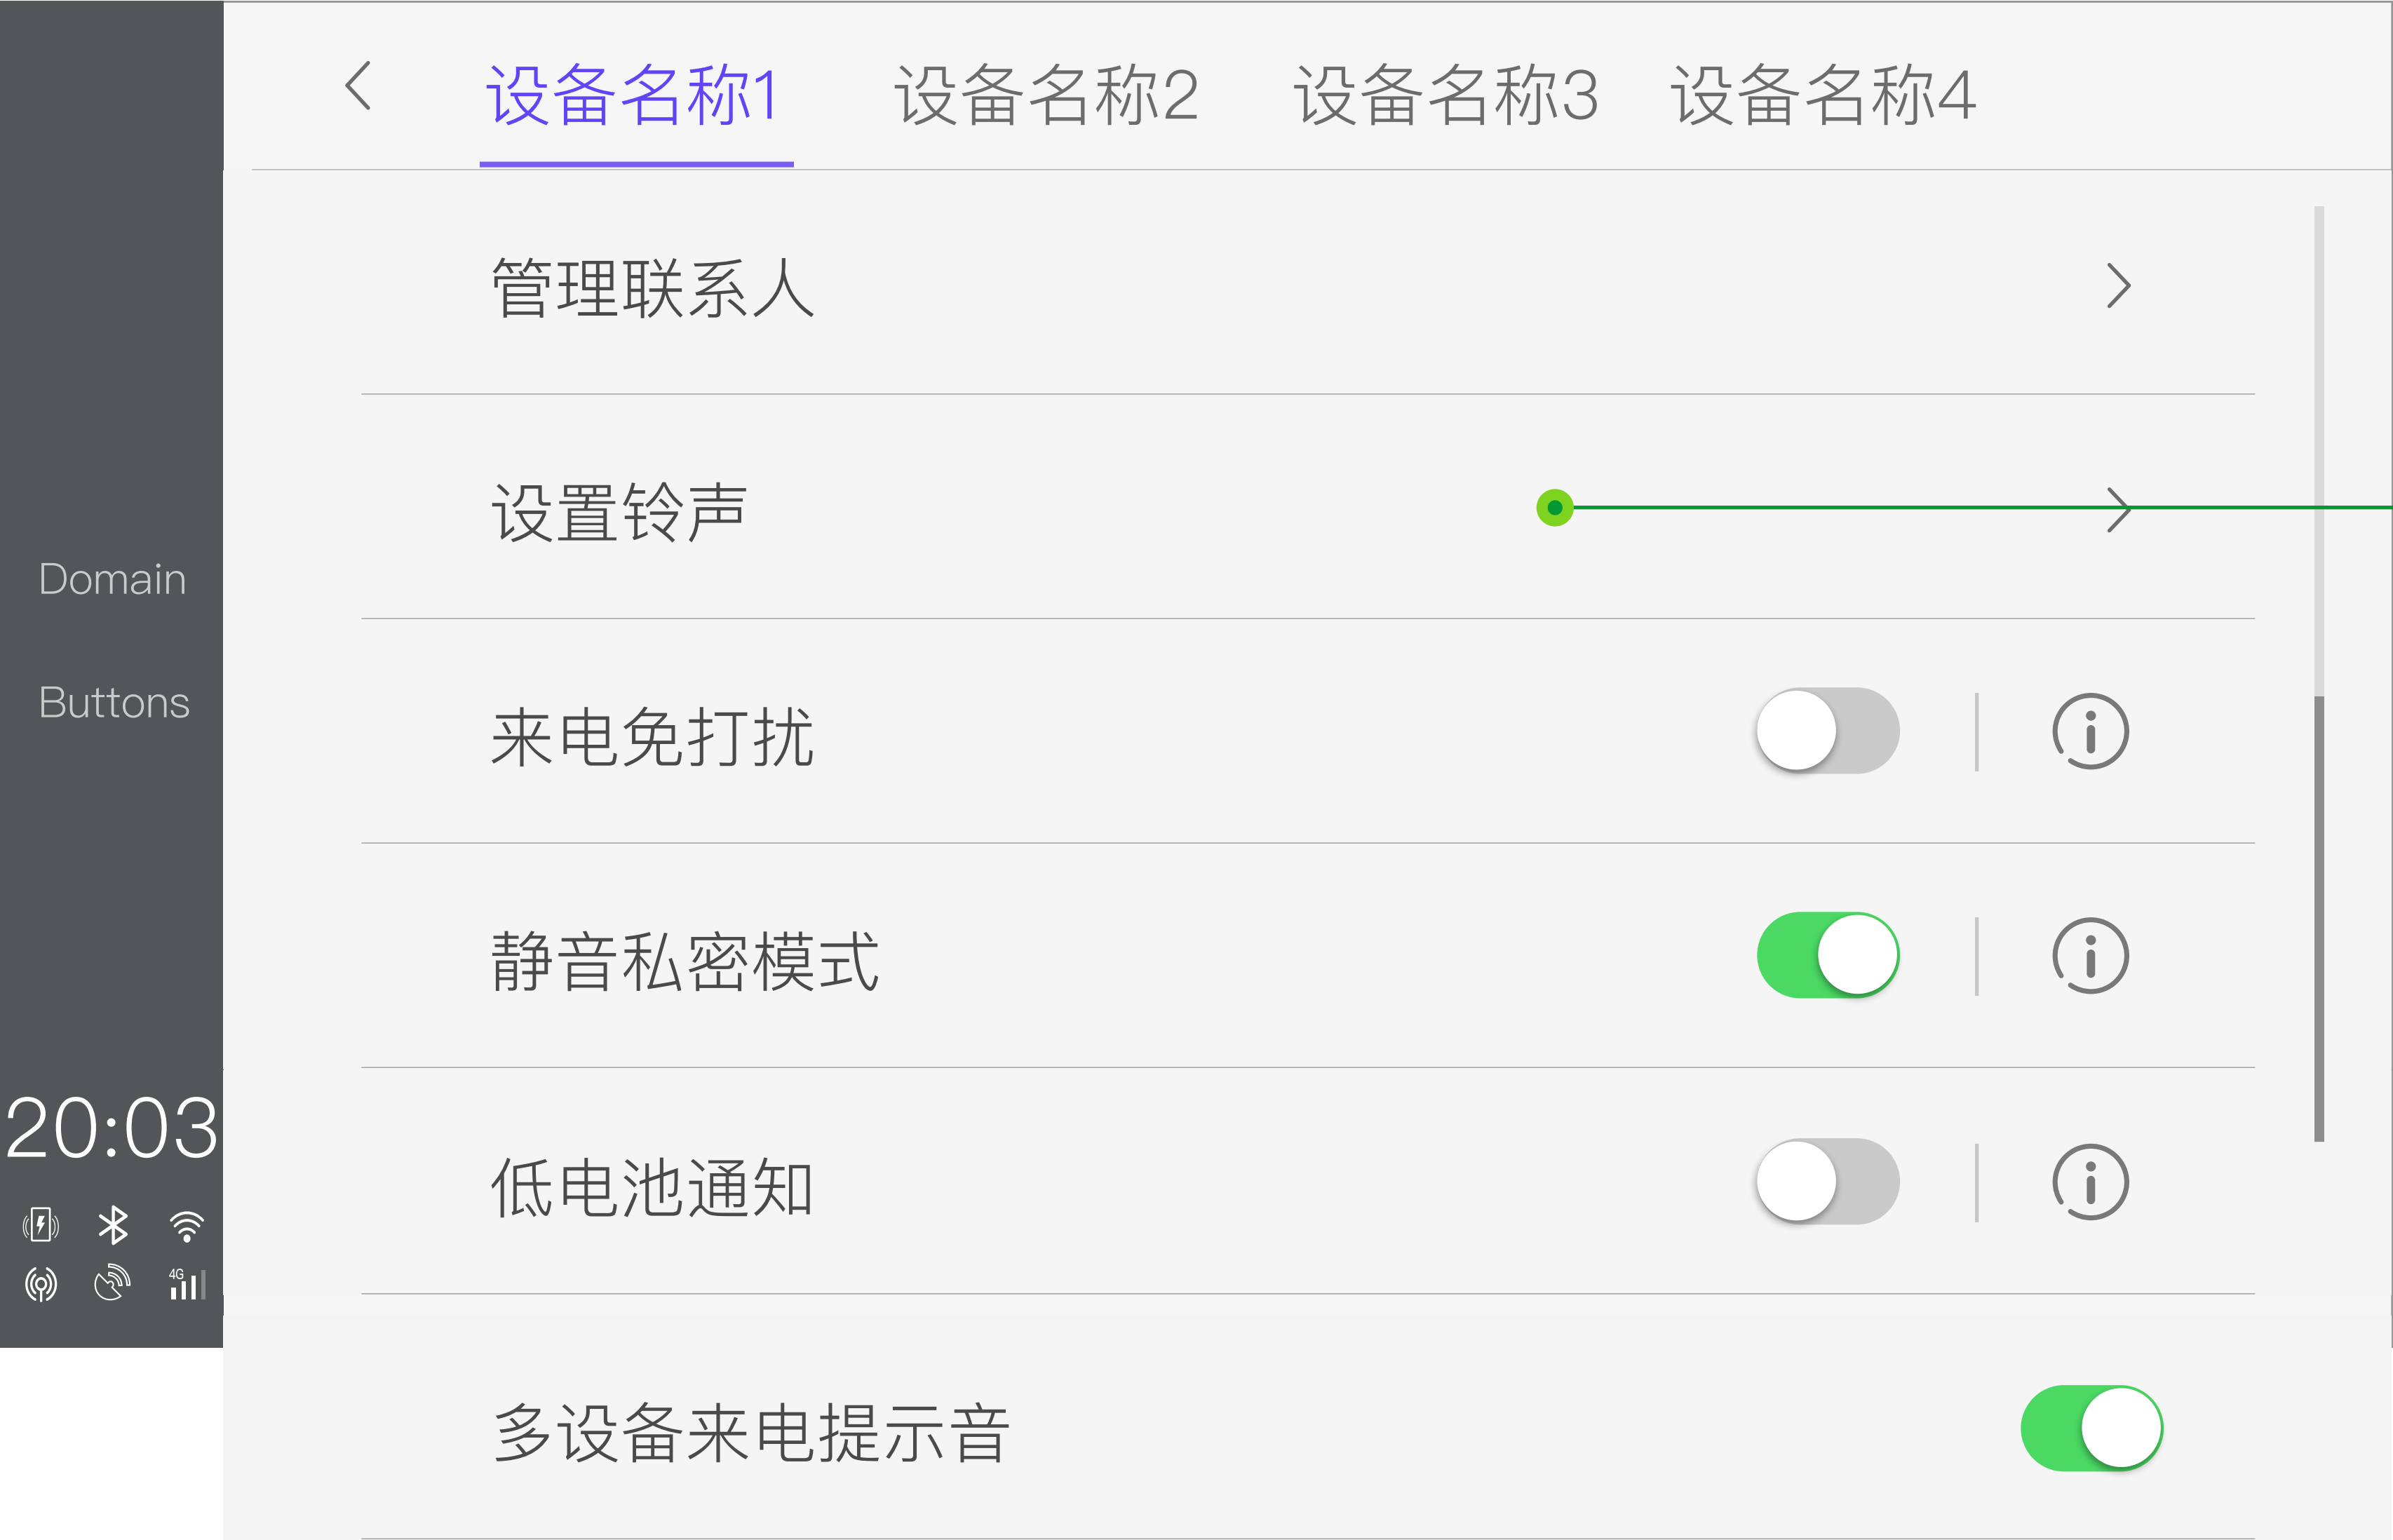 设备名称1 设备名称2 设备名称3 设备名称4
管理联系人
设置铃声
Domain
来电免打扰
Buttons
静音私密模式
20:03
低电池通知
4G
多设备来电提示音